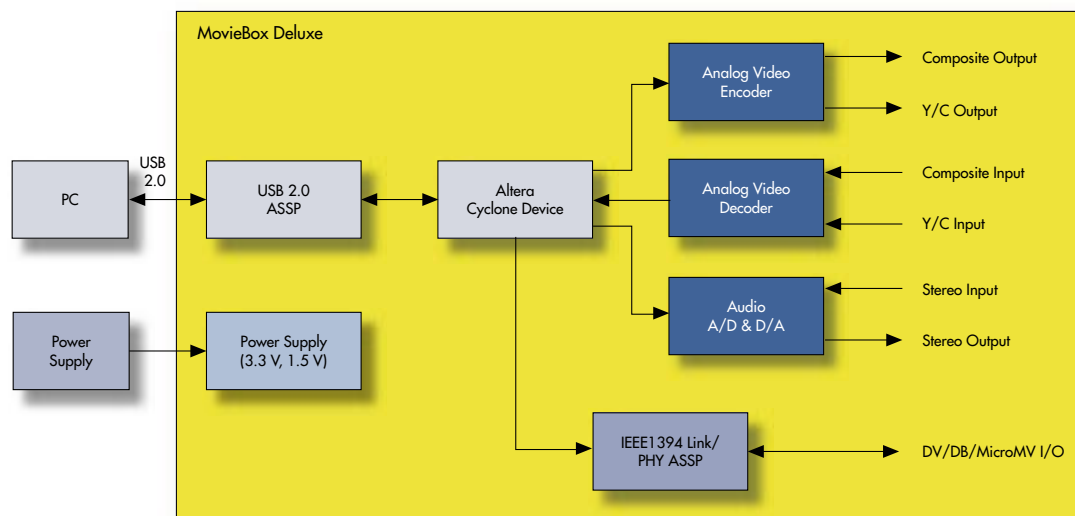 MovieBox Deluxe
Analog Video
Encoder
Composite Output
Y/C Output
PC
USB
2.0
USB 2.0
ASSP
Altera
Cyclone Device
Analog Video
Decoder
Composite Input
Y/C Input
Audio
A/D & D/A
Stereo Input
Stereo Output
Power
Supply
Power Supply
(3.3 V, 1.5 V)
IEEE1394 Link/
PHY ASSP
DV/DB/MicroMV I/O